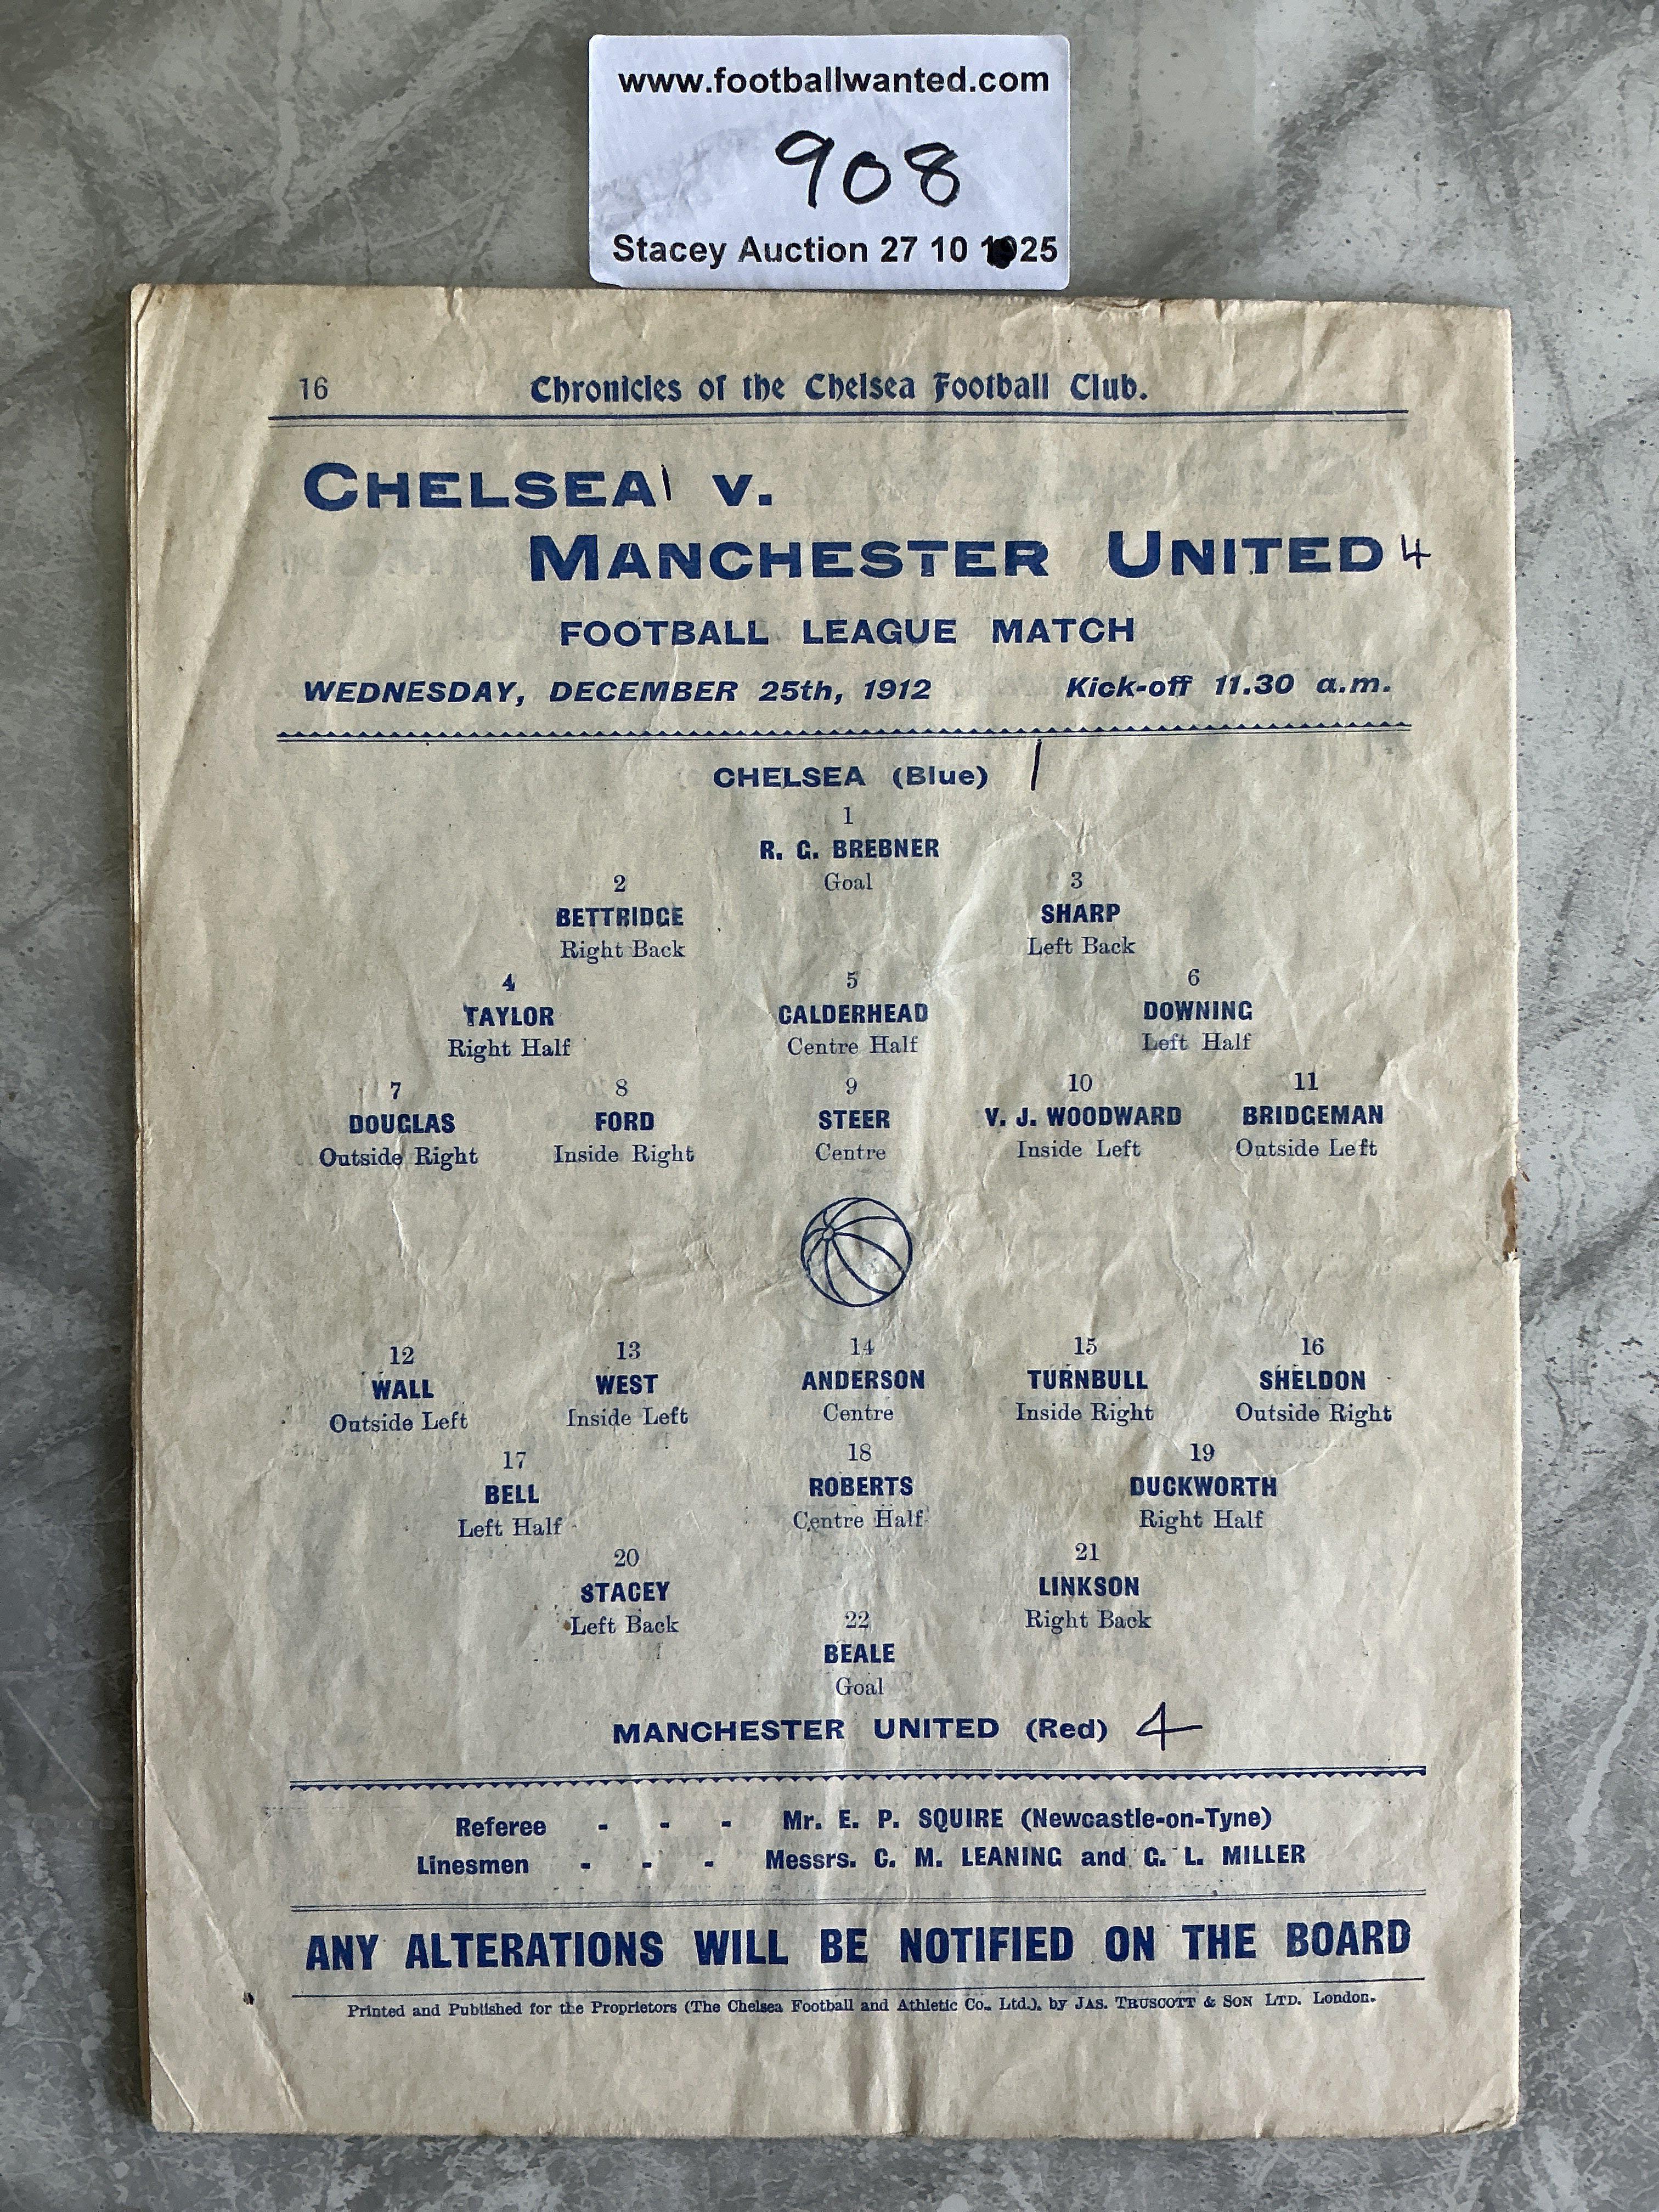 www.footballwanted.com
908
Stacey Auction 27 10 1925
16 Chronicles of the Chelsea Football Club.
CHELSEA 1 v.
MANCHESTER UNITED 4
FOOTBALL LEAGUE MATCH
WEDNESDAY, DECEMBER 25th, 1912 Kick-off 11.30 a.m.
CHELSEA (Blue) 1
1
R. G. BREBNER
Goal
2 3
BETTRIDGE SHARP
Right Back Left Back
4 5 6
TAYLOR CALDERHEAD DOWNING
Right Half Centre Half Left Half
7 8 9 10 11
DOUGLAS FORD STEER V. J. WOODWARD BRIDGEMAN
Outside Right Inside Right Centre Inside Left Outside Left
12 13 14 15 16
WALL WEST ANDERSON TURNBULL SHELDON
Outside Left Inside Left Centre Inside Right Outside Right
17 18 19
BELL ROBERTS DUCKWORTH
Left Half Centre Half Right Half
20 21
STACEY LINKSON
Left Back Right Back
22
BEALE
Goal
MANCHESTER UNITED (Red) 4
Referee - - - Mr. E. P. SQUIRE (Newcastle-on-Tyne)
Linesmen - - - Messrs. C. M. LEANING and G. L. MILLER
ANY ALTERATIONS WILL BE NOTIFIED ON THE BOARD
Printed and Published for the Proprietors (The Chelsea Football and Athletic Co., Ltd.), by JAS. TRUSCOTT & SON LTD. London.